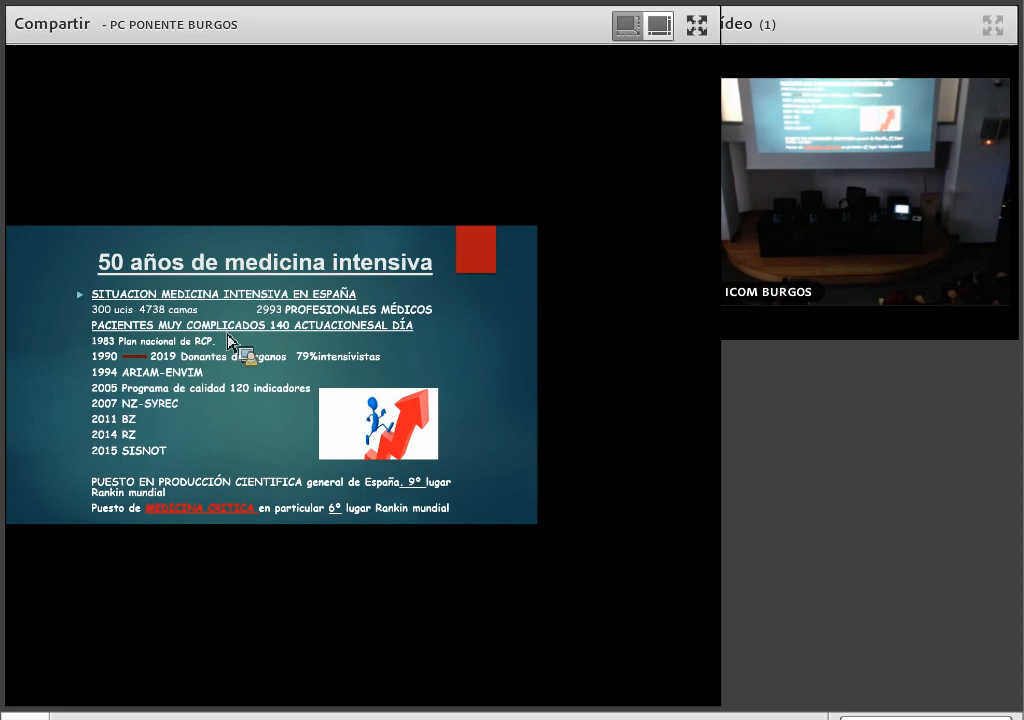 Compartir - PC PONENTE BURGOS
ídeo (1)
50 años de medicina intensiva
SITUACION MEDICINA INTENSIVA EN ESPAÑA
300 ucis 4738 camas 2993 PROFESIONALES MÉDICOS
PACIENTES MUY COMPLICADOS 140 ACTUACIONESAL DÍA
1983 Plan nacional de RCP.
1990 2019 Donantes d ganos 79%intensivistas
1994 ARIAM-ENVIM
2005 Programa de calidad 120 indicadores
2007 NZ-SYREC
2011 BZ
2014 RZ
2015 SISNOT
PUESTO EN PRODUCCIÓN CIENTIFICA general de España. 9º lugar
Rankin mundial
Puesto de MEDICINA CRITICA en particular 6º lugar Rankin mundial
ICOM BURGOS